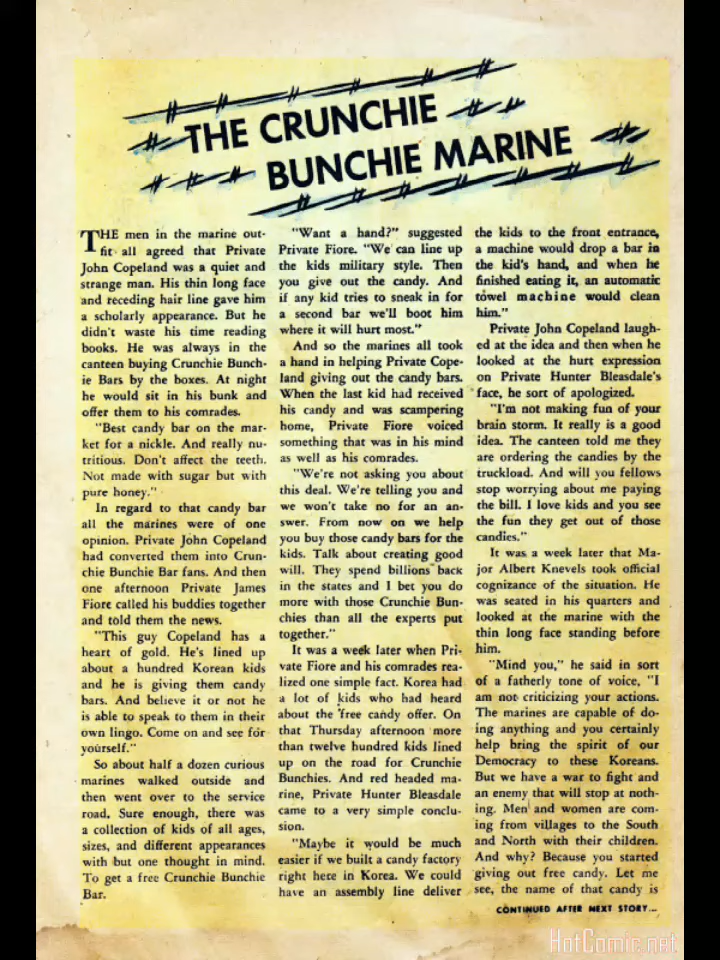 THE CRUNCHIE
BUNCHIE MARINE
THE men in the marine out-
fit all agreed that Private
John Copeland was a quiet and
strange man. His thin long face
and receding hair line gave him
a scholarly appearance. But he
didn't waste his time reading
books. He was always in the
canteen buying Crunchie Bunch-
ie Bars by the boxes. At night
he would sit in his bunk and
offer them to his comrades.
"Best candy bar on the mar-
ket for a nickle. And really nu-
tritious. Don't affect the teeth.
Not made with sugar but with
pure honey."
In regard to that candy bar
all the marines were of one
opinion. Private John Copeland
had converted them into Crun-
chie Bunchie Bar fans. And then
one afternoon Private James
Fiore called his buddies together
and told them the news.
"This guy Copeland has a
heart of gold. He's lined up
about a hundred Korean kids
and he is giving them candy
bars. And believe it or not he
is able to speak to them in their
own lingo. Come on and see for
yourself."
So about half a dozen curious
marines walked outside and
then went over to the service
road. Sure enough, there was
a collection of kids of all ages,
sizes, and different appearances
with but one thought in mind.
To get a free Crunchie Bunchie
Bar.
"Want a hand?" suggested
Private Fiore. "We can line up
the kids military style. Then
you give out the candy. And
if any kid tries to sneak in for
a second bar we'll boot him
where it will hurt most."
And so the marines all took
a hand in helping Private Cope-
land giving out the candy bars.
When the last kid had received
his candy and was scampering
home, Private Fiore voiced
something that was in his mind
as well as his comrades.
"We're not asking you about
this deal. We're telling you and
we won't take no for an an-
swer. From now on we help
you buy those candy bars for the
kids. Talk about creating good
will. They spend billions back
in the states and I bet you do
more with those Crunchie Bun-
chies than all the experts put
together."
It was a week later when Pri-
vate Fiore and his comrades rea-
lized one simple fact. Korea had
a lot of kids who had heard
about the free candy offer. On
that Thursday afternoon more
than twelve hundred kids lined
up on the road for Crunchie
Bunchies. And red headed ma-
rine, Private Hunter Bleasdale
came to a very simple conclu-
sion.
"Maybe it would be much
easier if we built a candy factory
right here in Korea. We could
have an assembly line deliver
the kids to the front entrance,
a machine would drop a bar in
the kid's hand, and when he
finished eating it, an automatic
towel machine would clean
him."
Private John Copeland laugh-
ed at the idea and then when he
looked at the hurt expression
on Private Hunter Bleasdale's
face, he sort of apologized.
"I'm not making fun of your
brain storm. It really is a good
idea. The canteen told me they
are ordering the candies by the
truckload. And will you fellows
stop worrying about me paying
the bill. I love kids and you see
the fun they get out of those
candies."
It was a week later that Ma-
jor Albert Knevels took official
cognizance of the situation. He
was seated in his quarters and
looked at the marine with the
thin long face standing before
him.
"Mind you," he said in sort
of a fatherly tone of voice, "I
am not criticizing your actions.
The marines are capable of do-
ing anything and you certainly
help bring the spirit of our
Democracy to these Koreans.
But we have a war to fight and
an enemy that will stop at noth-
ing. Men and women are com-
ing from villages to the South
and North with their children.
And why? Because you started
giving out free candy. Let me
see, the name of that candy is
CONTINUED AFTER NEXT STORY...
HotComic.net